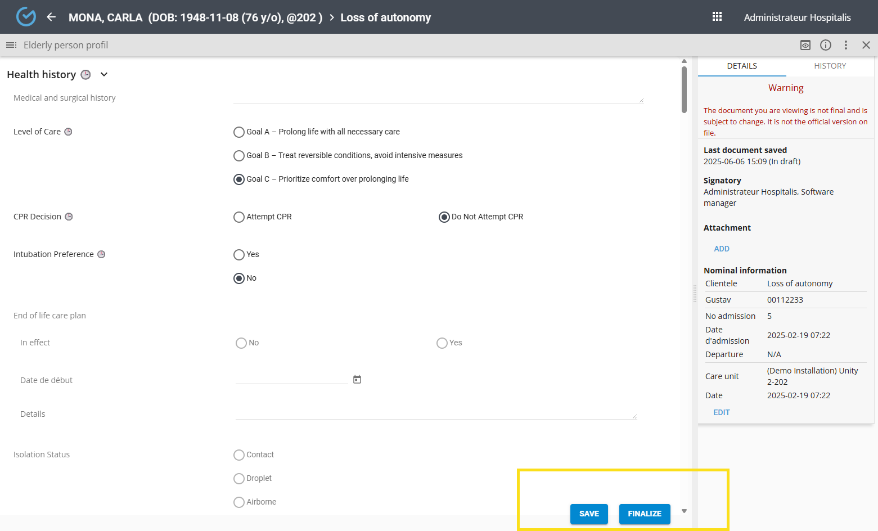 MONA, CARLA (DOB: 1948-11-08 (76 y/o), @202 ) > Loss of autonomy
Administrateur Hospitalis
Elderly person profil
Health history
Medical and surgical history
Level of Care
Goal A – Prolong life with all necessary care
Goal B – Treat reversible conditions, avoid intensive measures
Goal C – Prioritize comfort over prolonging life
CPR Decision
Attempt CPR
Do Not Attempt CPR
Intubation Preference
Yes
No
End of life care plan
In effect
No
Yes
Date de début
Details
Isolation Status
Contact
Droplet
Airborne
SAVE
FINALIZE
DETAILS
HISTORY
Warning
The document you are viewing is not final and is
subject to change. It is not the official version on
file.
Last document saved
2025-06-06 15:09 (In draft)
Signatory
Administrateur Hospitalis, Software
manager
Attachment
ADD
Nominal information
Clientele Loss of autonomy
Gustav 00112233
No admission 5
Date
d'admission 2025-02-19 07:22
Departure N/A
Care unit (Demo Installation) Unity
2-202
Date 2025-02-19 07:22
EDIT